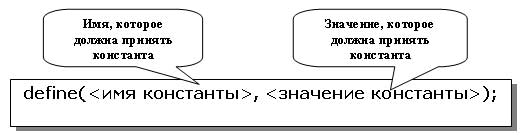 Имя, которое
должна принять
константа
Значение, которое
должна принять
константа
define(<имя константы>, <значение константы>);